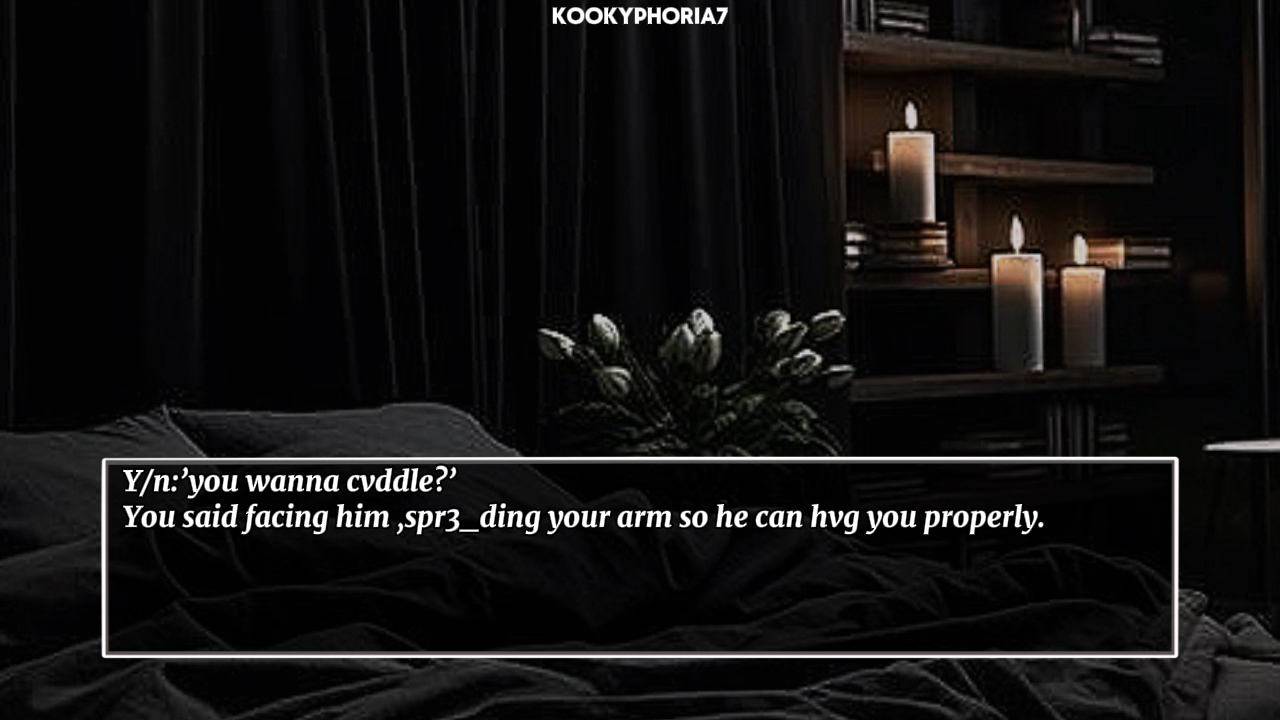 KOOKYPHORIA7
Y/n:’you wanna cvddle?’
You said facing him ,spr3_ding your arm so he can hvg you properly.